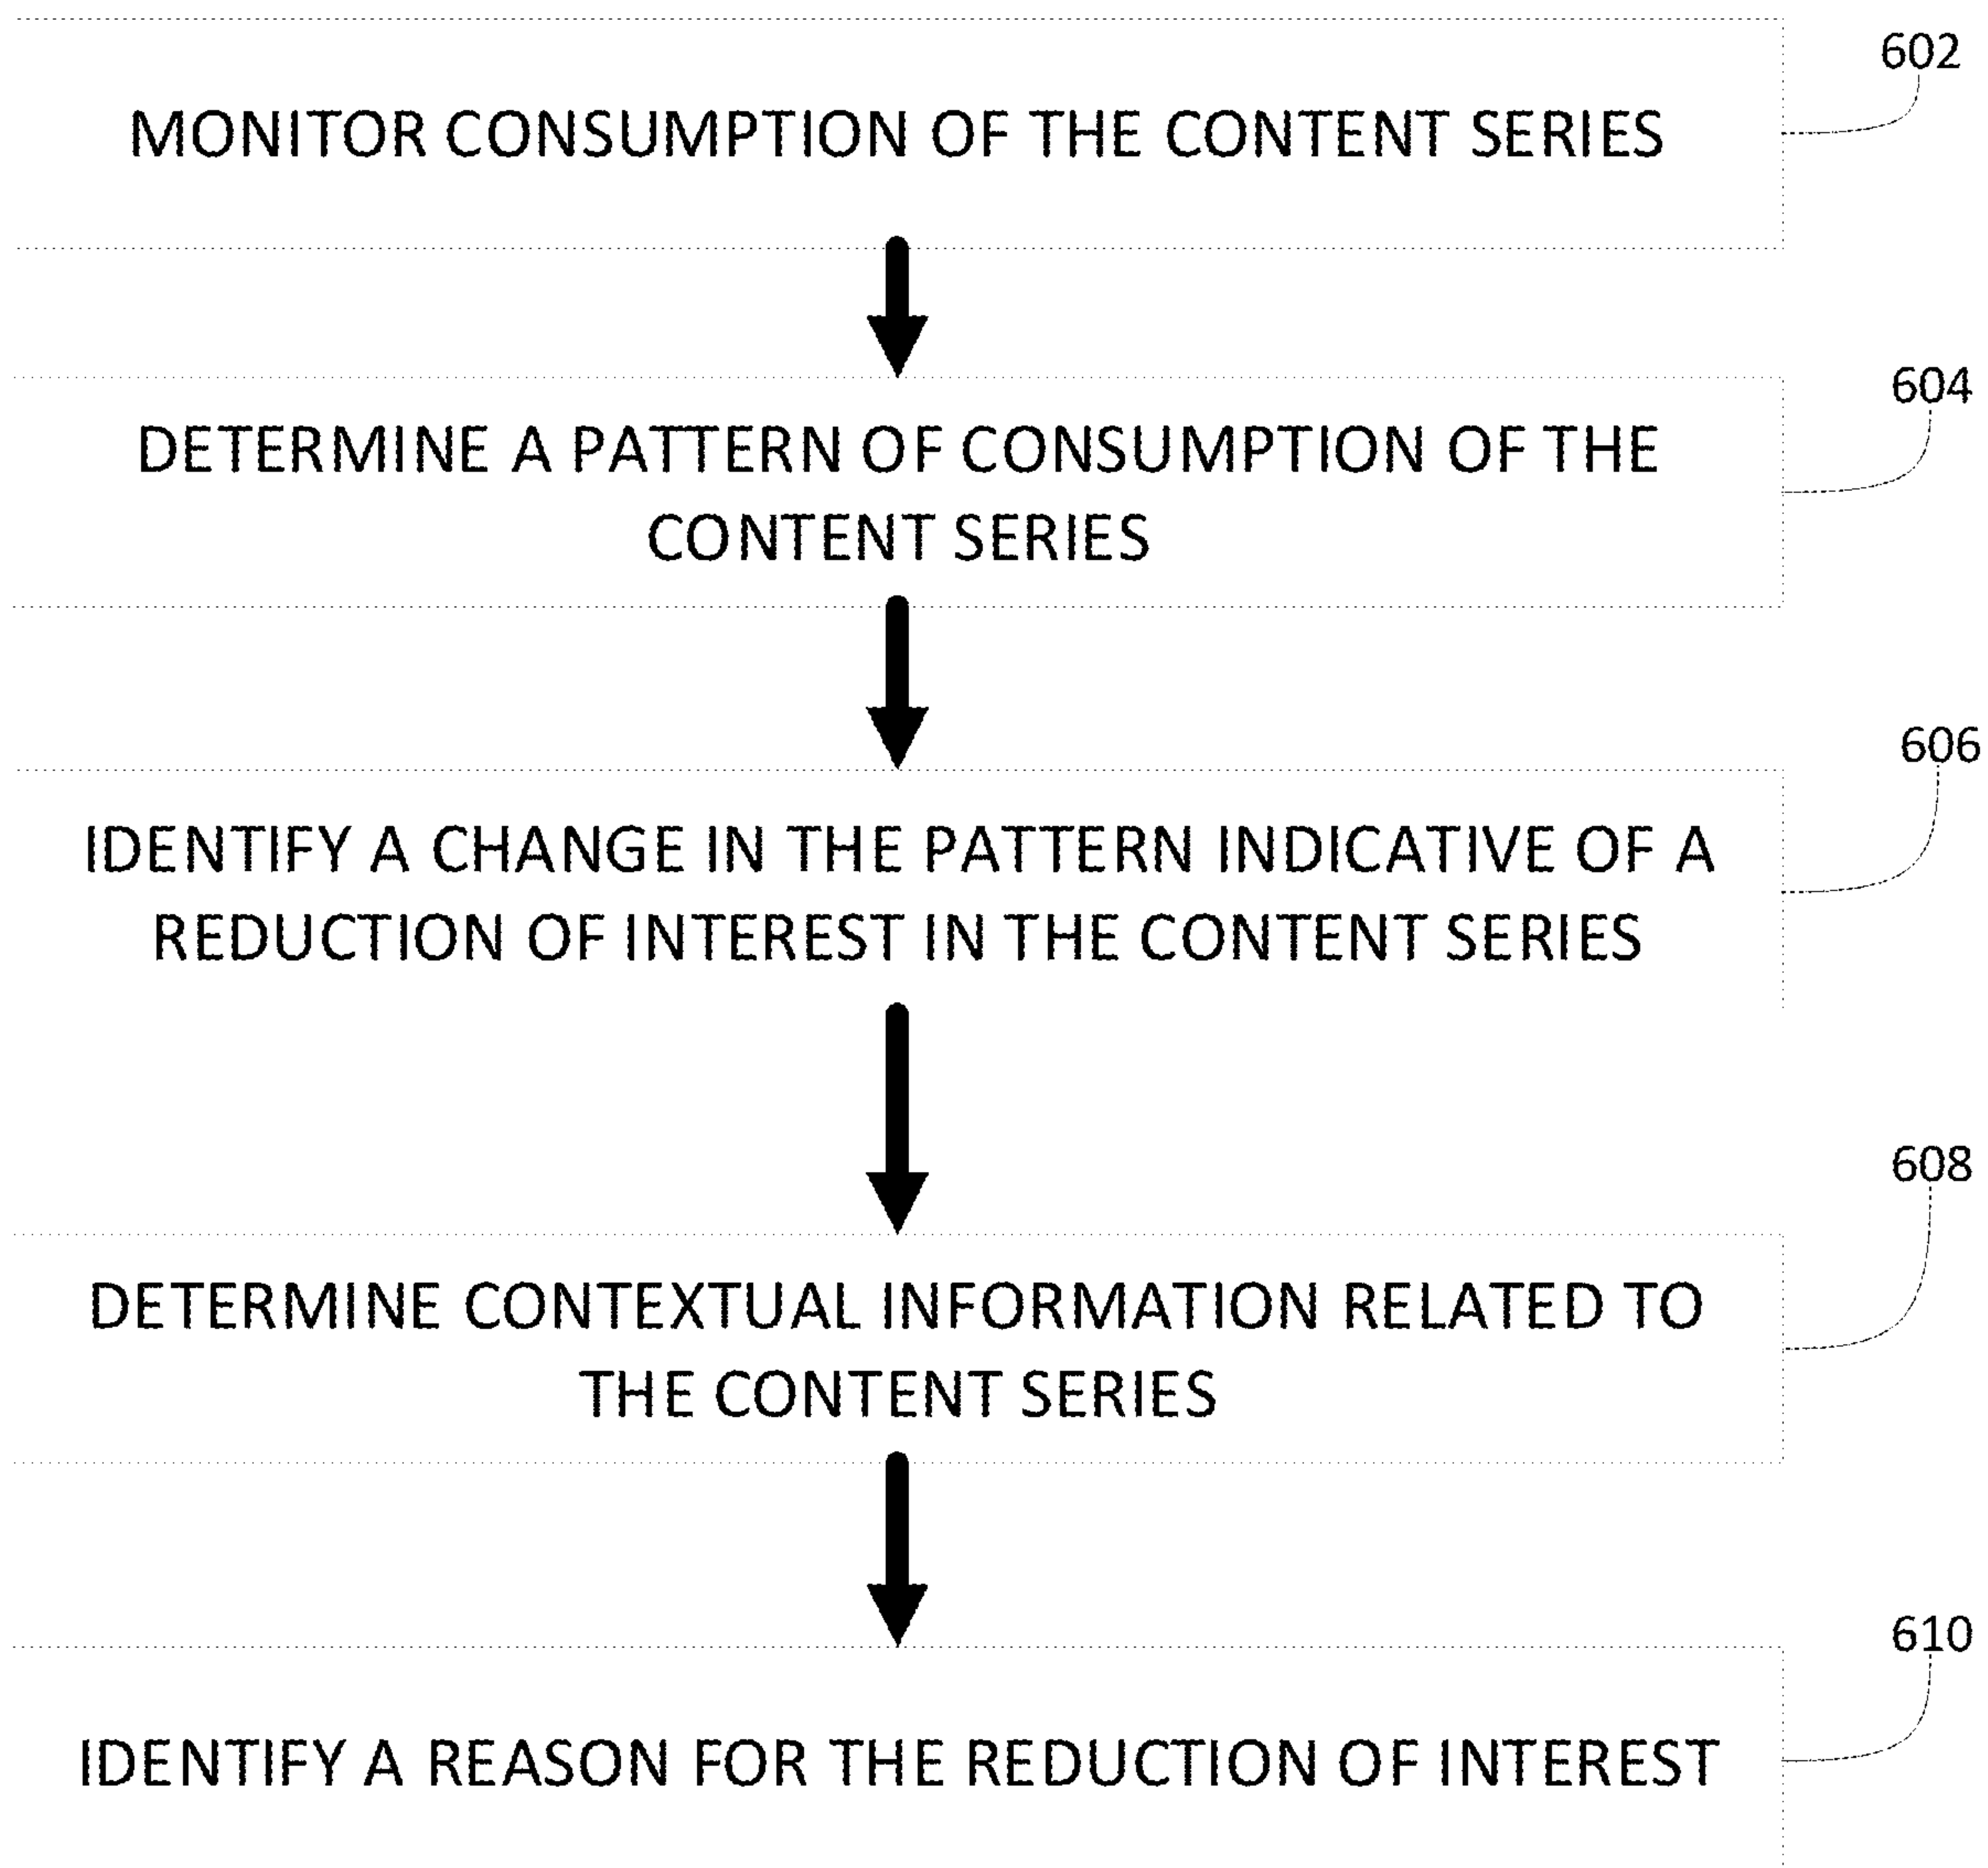 602
MONITOR CONSUMPTION OF THE CONTENT SERIES
604
DETERMINE A PATTERN OF CONSUMPTION OF THE
CONTENT SERIES
606
IDENTIFY A CHANGE IN THE PATTERN INDICATIVE OF A
REDUCTION OF INTEREST IN THE CONTENT SERIES
608
DETERMINE CONTEXTUAL INFORMATION RELATED TO
THE CONTENT SERIES
610
IDENTIFY A REASON FOR THE REDUCTION OF INTEREST